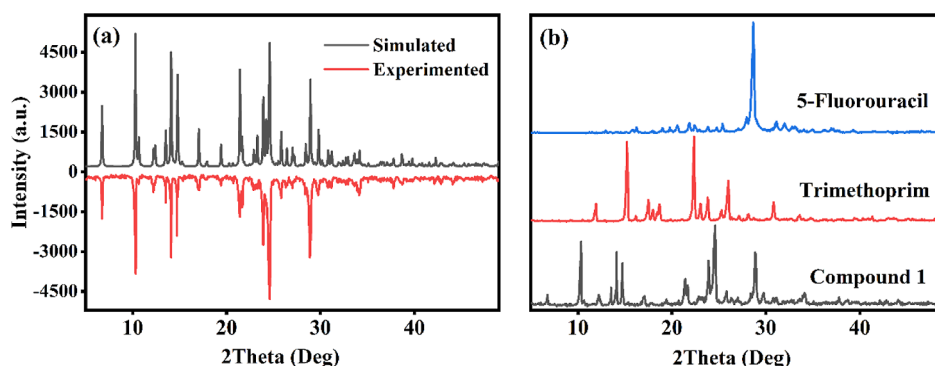 (a)
Simulated
Experimented
Intensity (a.u.)
4500
3000
1500
0
-1500
-3000
-4500
10
20
30
40
2Theta (Deg)
(b)
5-Fluorouracil
Trimethoprim
Compound 1
10
20
30
40
2Theta (Deg)